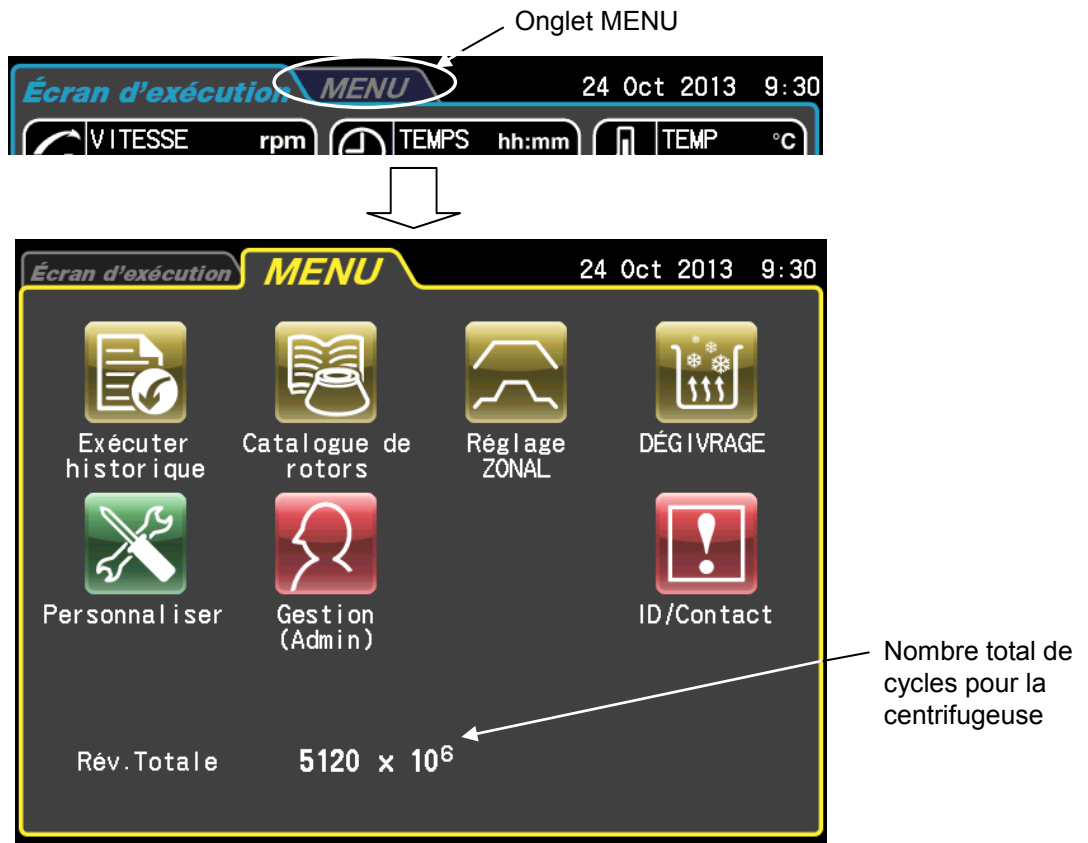 Onglet MENU
Écran d'exécution MENU 24 Oct 2013 9:30
VITESSE rpm TEMPS hh:mm TEMP °C
Écran d'exécution MENU 24 Oct 2013 9:30
Exécuter historique
Catalogue de rotors
Réglage ZONAL
DÉGIVRAGE
Personnaliser
Gestion (Admin)
ID/Contact
Nombre total de
cycles pour la
centrifugeuse
Rév.Totale 5120 x 10⁶